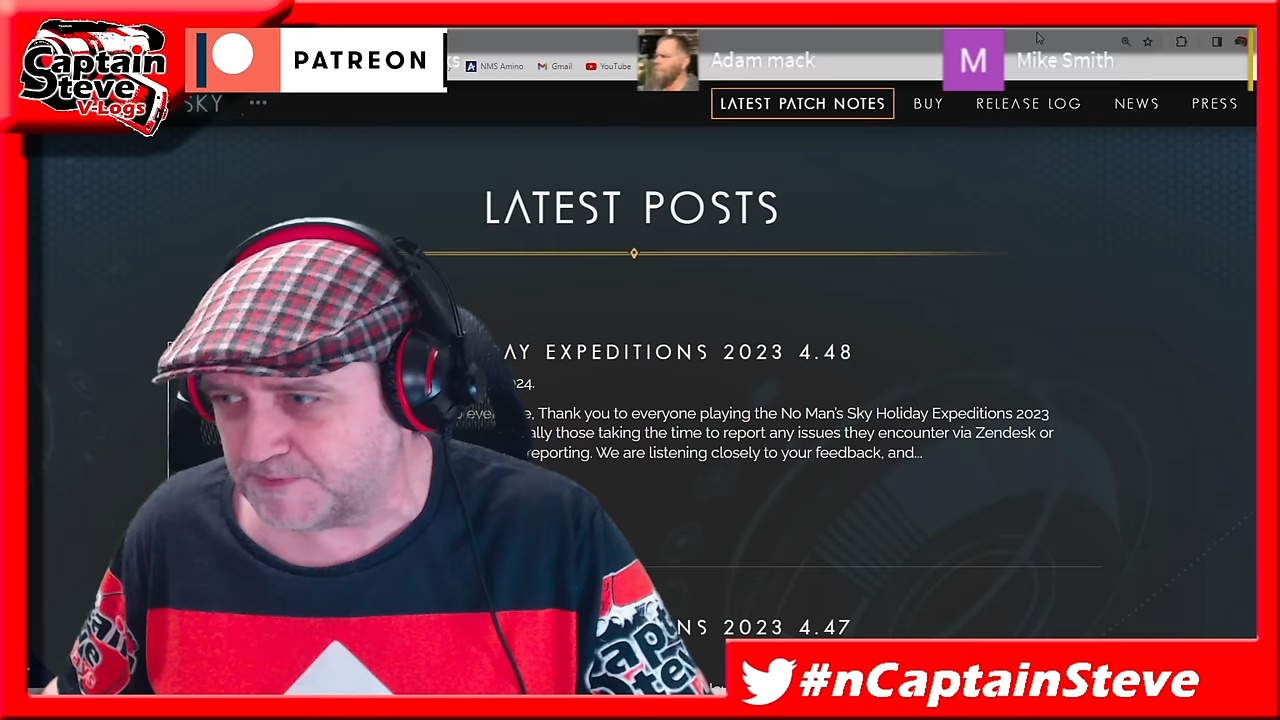 Captain
Steve
V-Logs
PATREON
NMS Amino
Gmail
YouTube
Adam mack
M
Mike Smith
SKY
LATEST PATCH NOTES
BUY
RELEASE LOG
NEWS
PRESS
LATEST POSTS
AY EXPEDITIONS 2023 4.48
024.
e, Thank you to everyone playing the No Man's Sky Holiday Expeditions 2023
ally those taking the time to report any issues they encounter via Zendesk or
reporting. We are listening closely to your feedback, and...
NS 2023 4.47
#nCaptainSteve